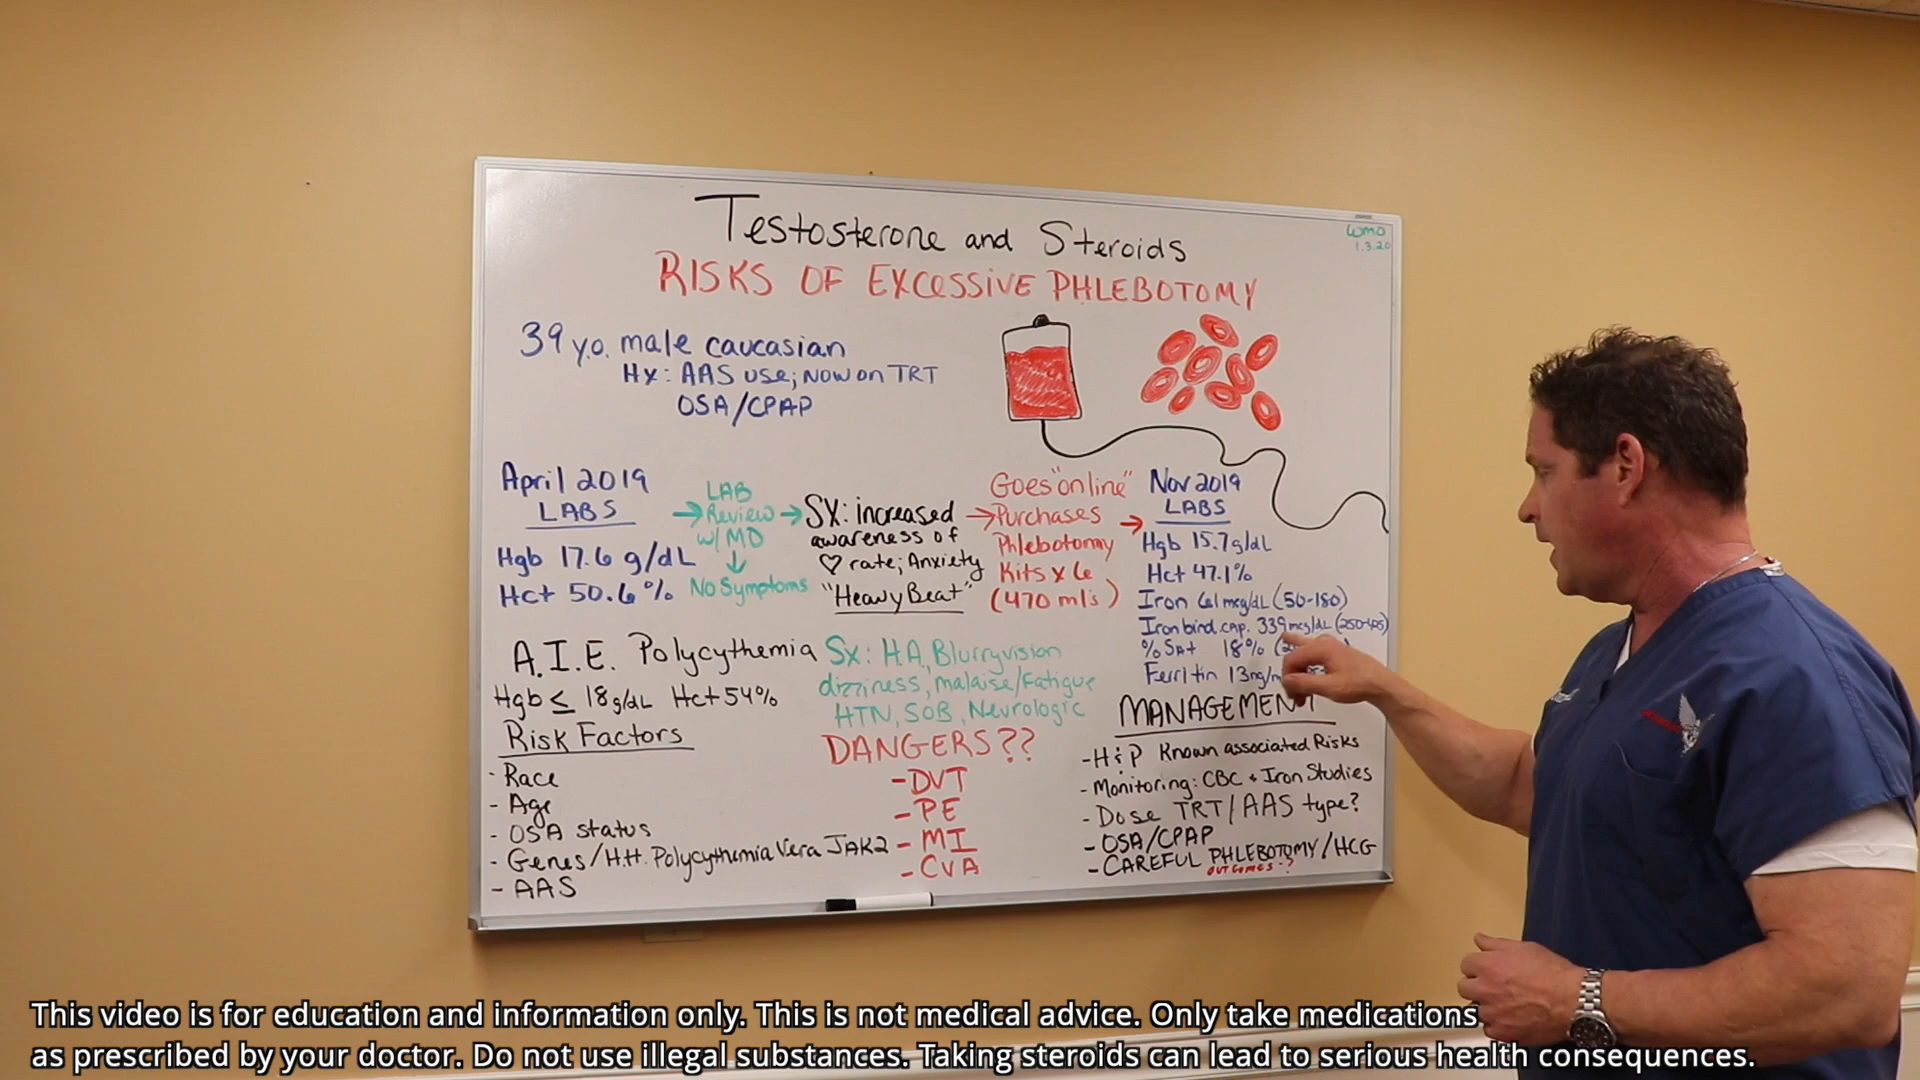 Testosterone and Steroids
WMD
1.3.20
RISKS OF EXCESSIVE PHLEBOTOMY
39 y.o. male caucasian
Hx: AAS use; Now on TRT
OSA/CPAP
April 2019
LABS
Hgb 17.6 g/dL
Hct 50.6%
→ LAB
Review
w/ MD
↓
No Symptoms
→ SX: increased
awareness of
♡ rate; Anxiety
"Heavy Beat"
→ Goes "online"
Purchases
Phlebotomy
Kits x 6
(470 ml's)
→ Nov 2019
LABS
Hgb 15.7g/dL
Hct 47.1%
Iron 61 mcg/dL (50-180)
Iron bind. cap. 339 mcg/dL
% Sat 18%
Ferritin 13
A.I.E. Polycythemia
Hgb ≤ 18 g/dL Hct 54%
Risk Factors
- Race
- Age
- OSA status
- Genes/H.H. Polycythemia Vera JAK2
- AAS
Sx: HA, Blurry vision
dizziness, malaise/Fatigue
HTN, SOB, Neurologic
DANGERS??
- DVT
- PE
- MI
- CVA
MANAGEMENT
- H & P Known associated Risks
- Monitoring: CBC + Iron Studies
- Dose TRT/AAS type?
- OSA/CPAP
- CAREFUL PHLEBOTOMY/HCG
OUTCOMES?
This video is for education and information only. This is not medical advice. Only take medications
as prescribed by your doctor. Do not use illegal substances. Taking steroids can lead to serious health consequences.